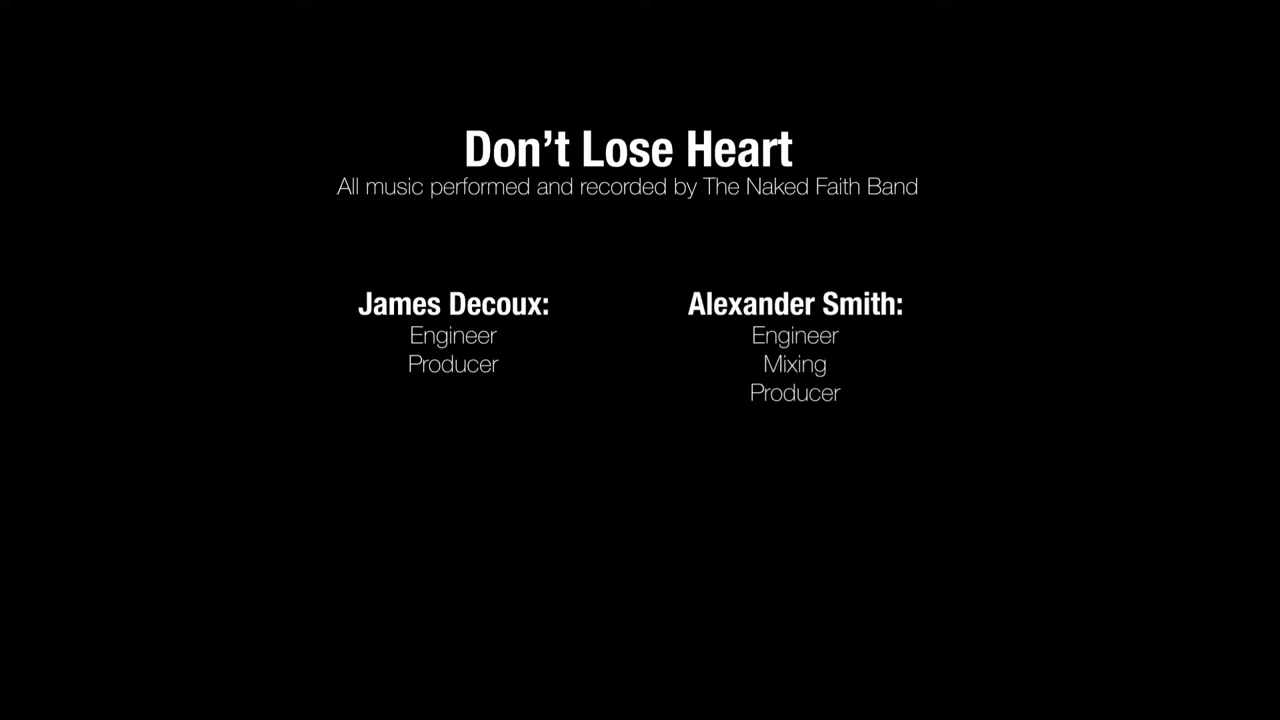 Don’t Lose Heart
All music performed and recorded by The Naked Faith Band
James Decoux:
Engineer
Producer
Alexander Smith:
Engineer
Mixing
Producer